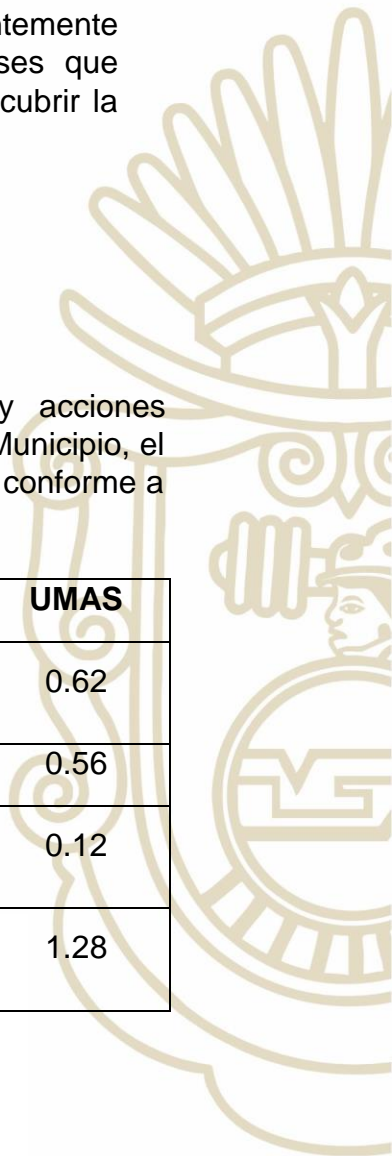 ntemente
ses que
cubrir la
y acciones
Municipio, el
conforme a
UMAS
0.62
0.56
0.12
1.28